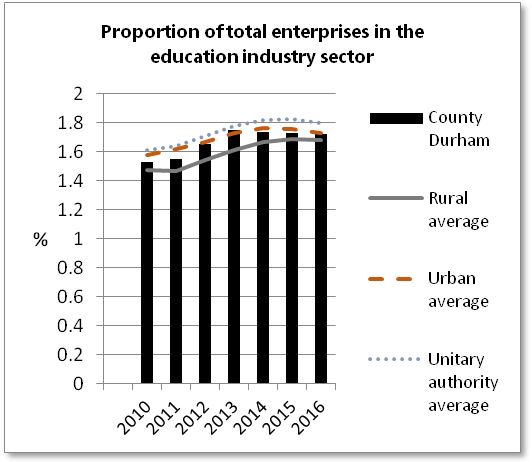 Proportion of total enterprises in the
education industry sector
2
1.8
1.6
1.4
1.2
1
0.8
0.6
0.4
0.2
0
%
2010
2011
2012
2013
2014
2015
2016
County
Durham
Rural
average
Urban
average
Unitary
authority
average